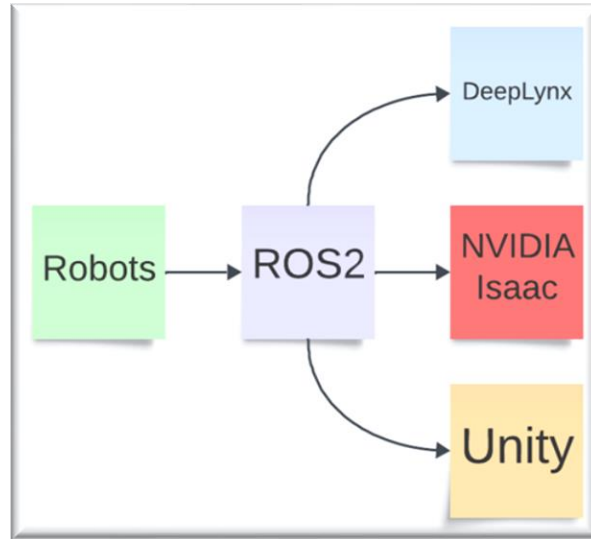 DeepLynx
Robots
ROS2
NVIDIA
Isaac
Unity